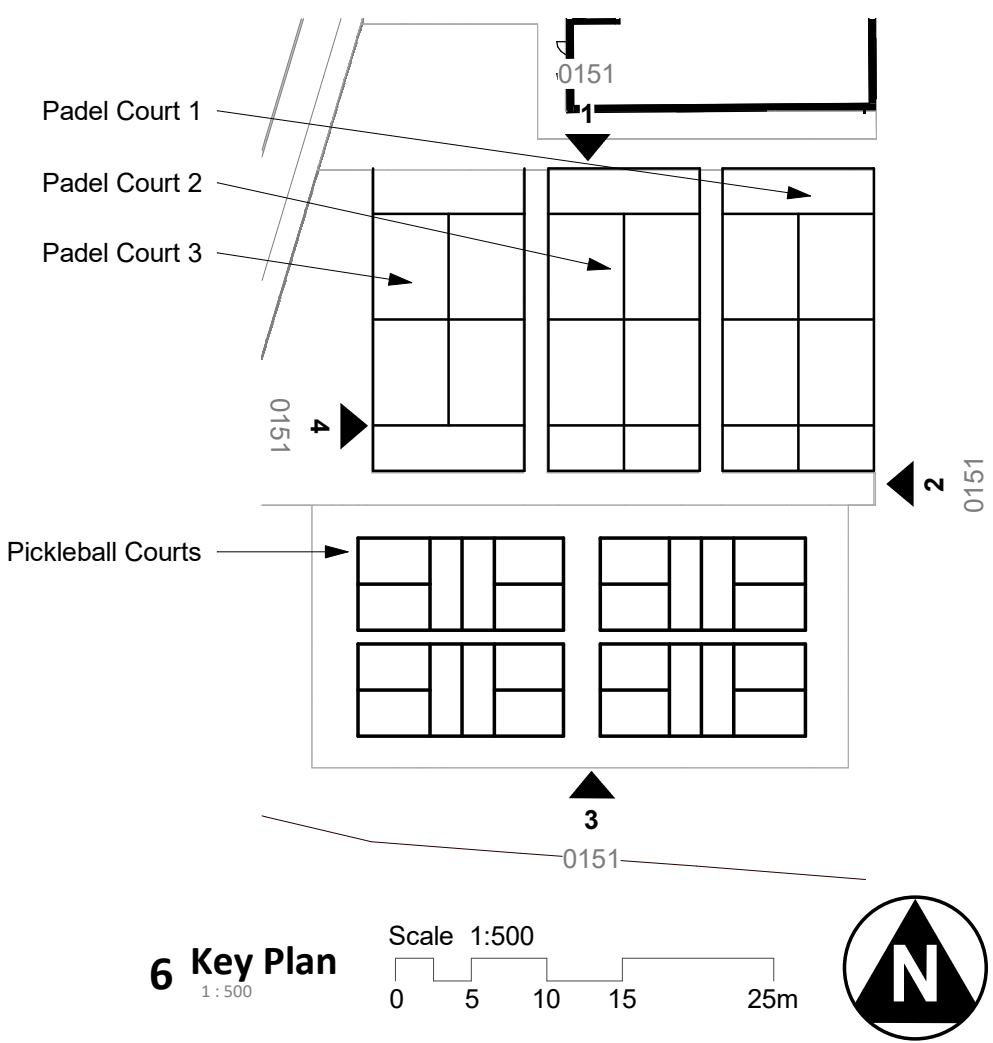 0151
1
Padel Court 1
Padel Court 2
Padel Court 3
0151
4
2
0151
Pickleball Courts
3
0151
6 Key Plan
1 : 500
Scale 1:500
0 5 10 15 25m
N